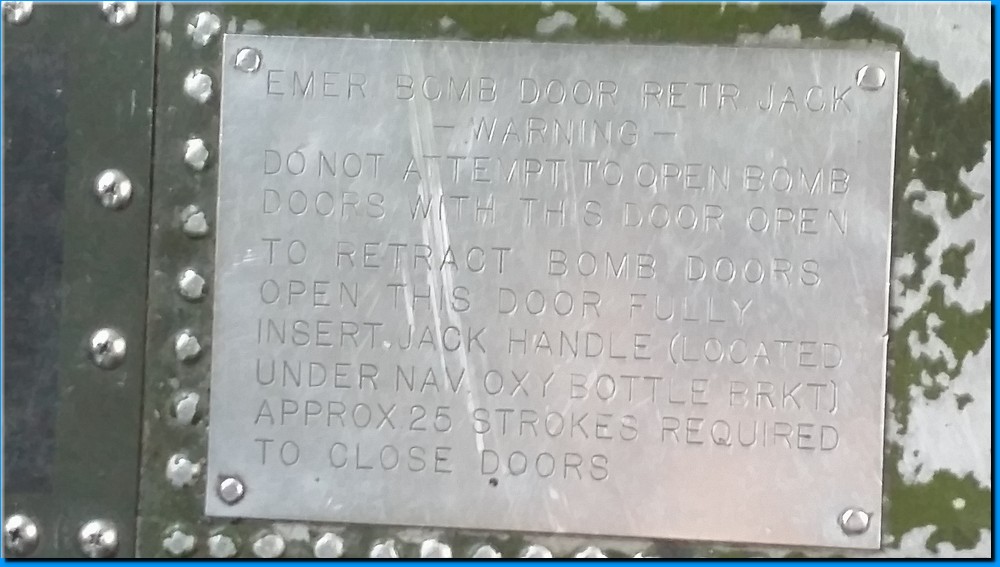 EMER BOMB DOOR RETR. JACK
- WARNING -
DO NOT ATTEMPT TO OPEN BOMB
DOORS WITH THIS DOOR OPEN
TO RETRACT BOMB DOORS
OPEN THIS DOOR FULLY
INSERT JACK HANDLE (LOCATED
UNDER NAV OXY BOTTLE BRKT)
APPROX 25 STROKES REQUIRED
TO CLOSE DOORS